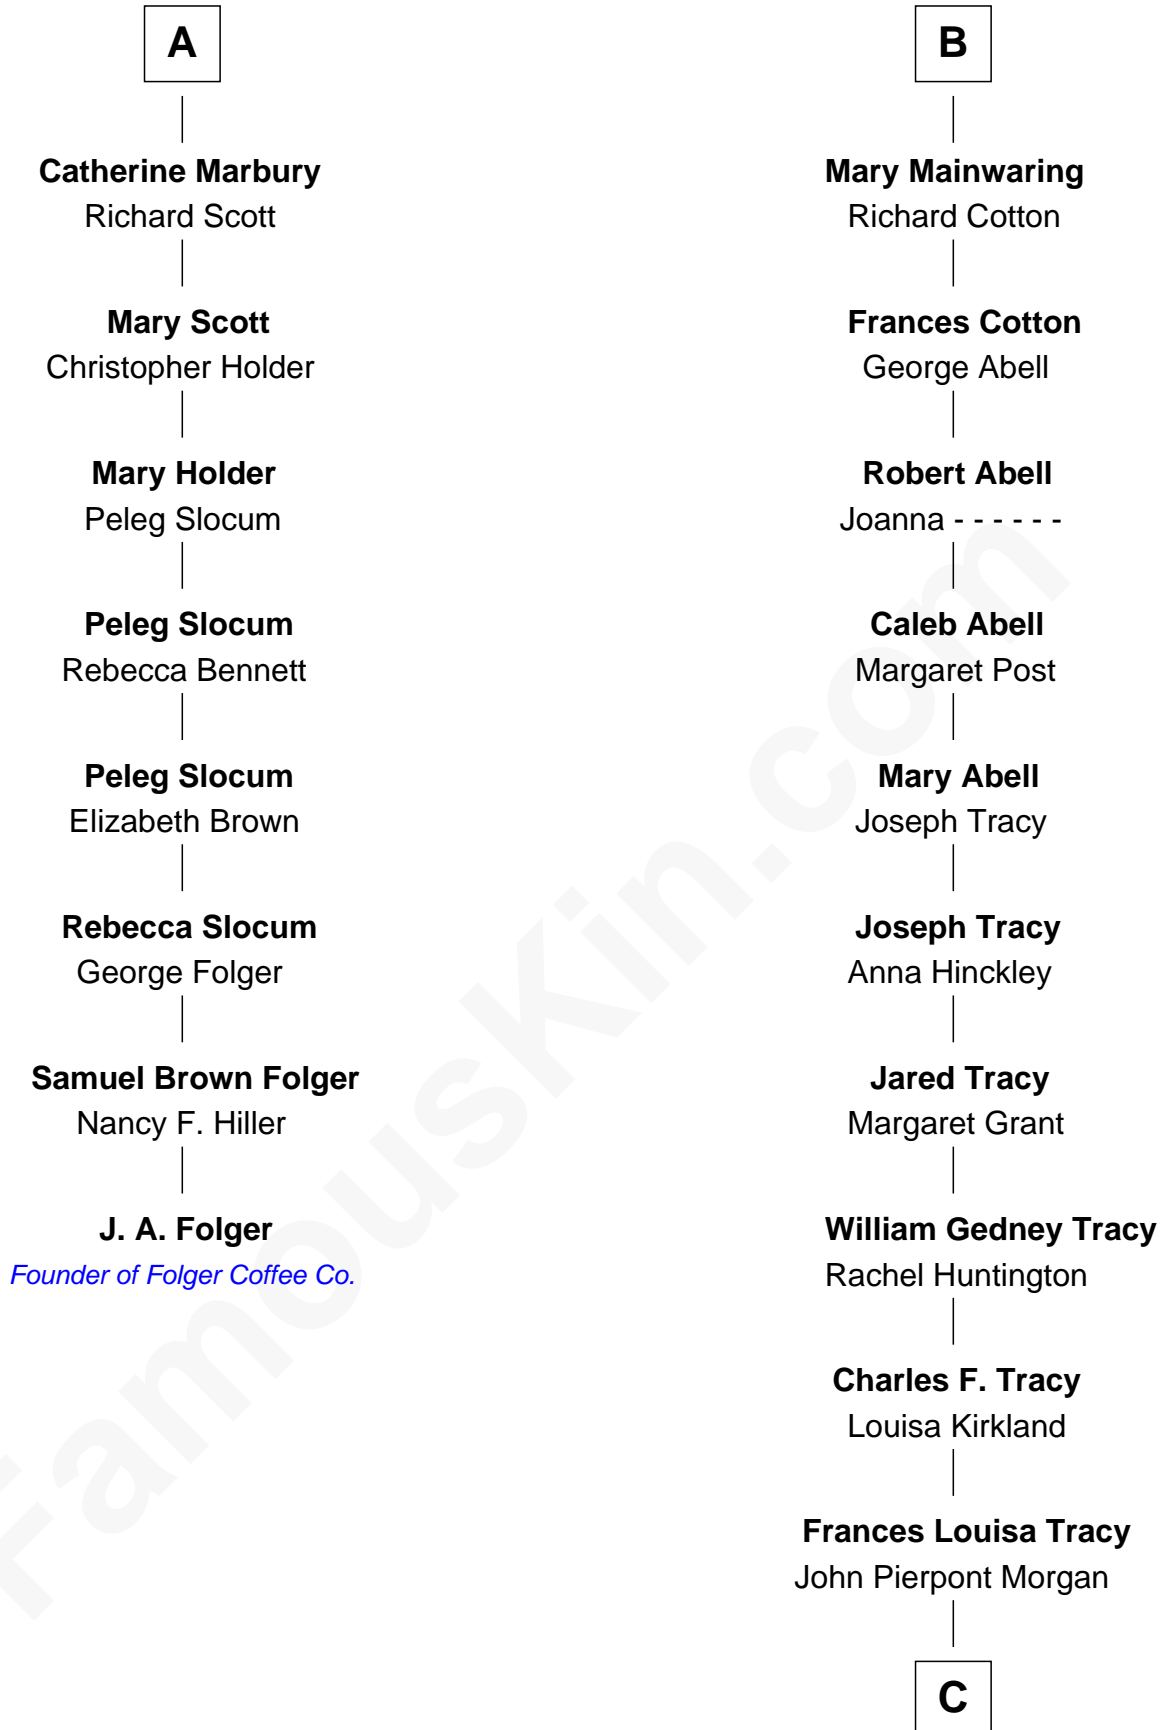 A
Catherine Marbury
Richard Scott
Mary Scott
Christopher Holder
Mary Holder
Peleg Slocum
Peleg Slocum
Rebecca Bennett
Peleg Slocum
Elizabeth Brown
Rebecca Slocum
George Folger
Samuel Brown Folger
Nancy F. Hiller
J. A. Folger
Founder of Folger Coffee Co.
B
Mary Mainwaring
Richard Cotton
Frances Cotton
George Abell
Robert Abell
Joanna - - - - - -
Caleb Abell
Margaret Post
Mary Abell
Joseph Tracy
Joseph Tracy
Anna Hinckley
Jared Tracy
Margaret Grant
William Gedney Tracy
Rachel Huntington
Charles F. Tracy
Louisa Kirkland
Frances Louisa Tracy
John Pierpont Morgan
C
FamousKin.com